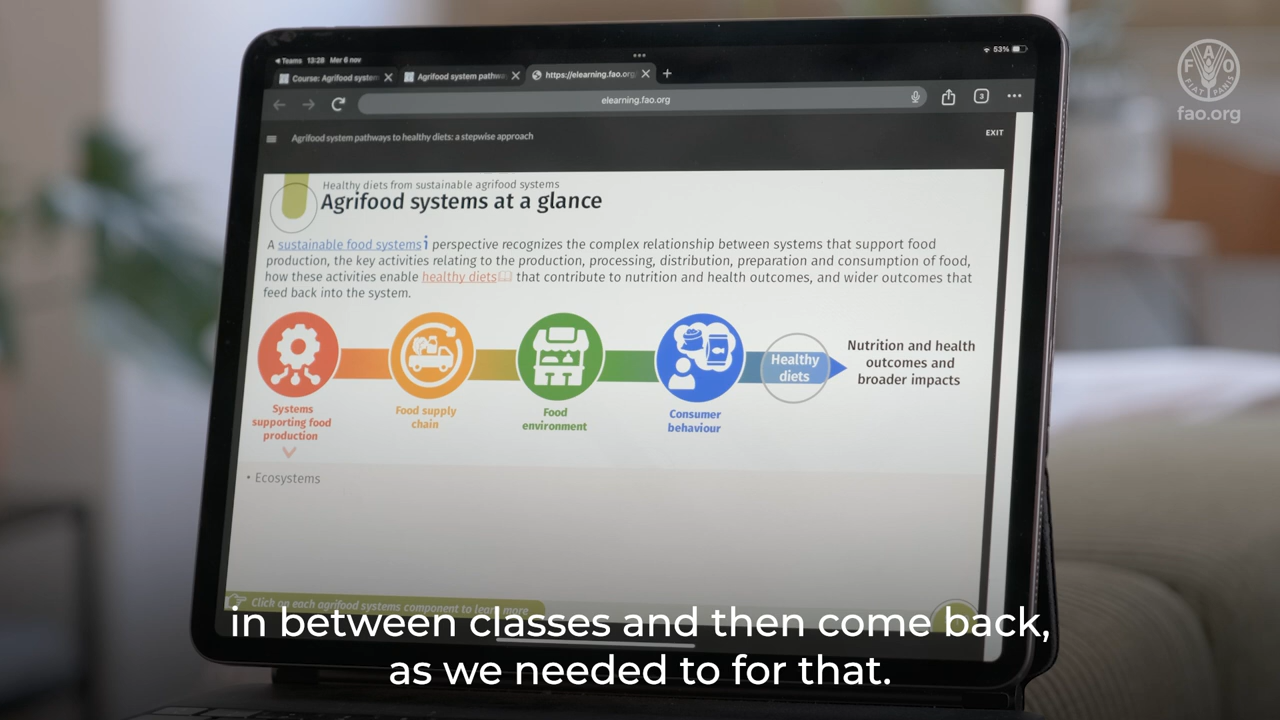 Teams 13:28 Mer 6 nov
53%
Course: Agrifood system
Agrifood system pathwa
https://elearning.fao.org
elearning.fao.org
3
Agrifood system pathways to healthy diets: a stepwise approach
EXIT
FAO
FIAT PANIS
fao.org
Healthy diets from sustainable agrifood systems
Agrifood systems at a glance
A sustainable food systems perspective recognizes the complex relationship between systems that support food
production, the key activities relating to the production, processing, distribution, preparation and consumption of food,
how these activities enable healthy diets that contribute to nutrition and health outcomes, and wider outcomes that
feed back into the system.
Systems
supporting food
production
Food supply
chain
Food
environment
Consumer
behaviour
Healthy
diets
Nutrition and health
outcomes and
broader impacts
• Ecosystems
Click on each agrifood systems component to learn more
in between classes and then come back,
as we needed to for that.